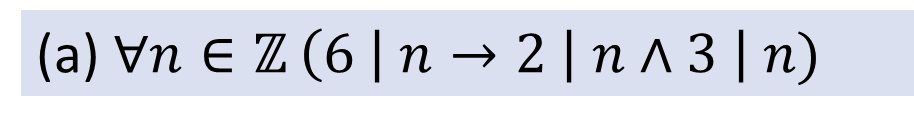 (a) ∀𝑛 ∈ ℤ (6 | 𝑛 → 2 | 𝑛 ∧ 3 | 𝑛)